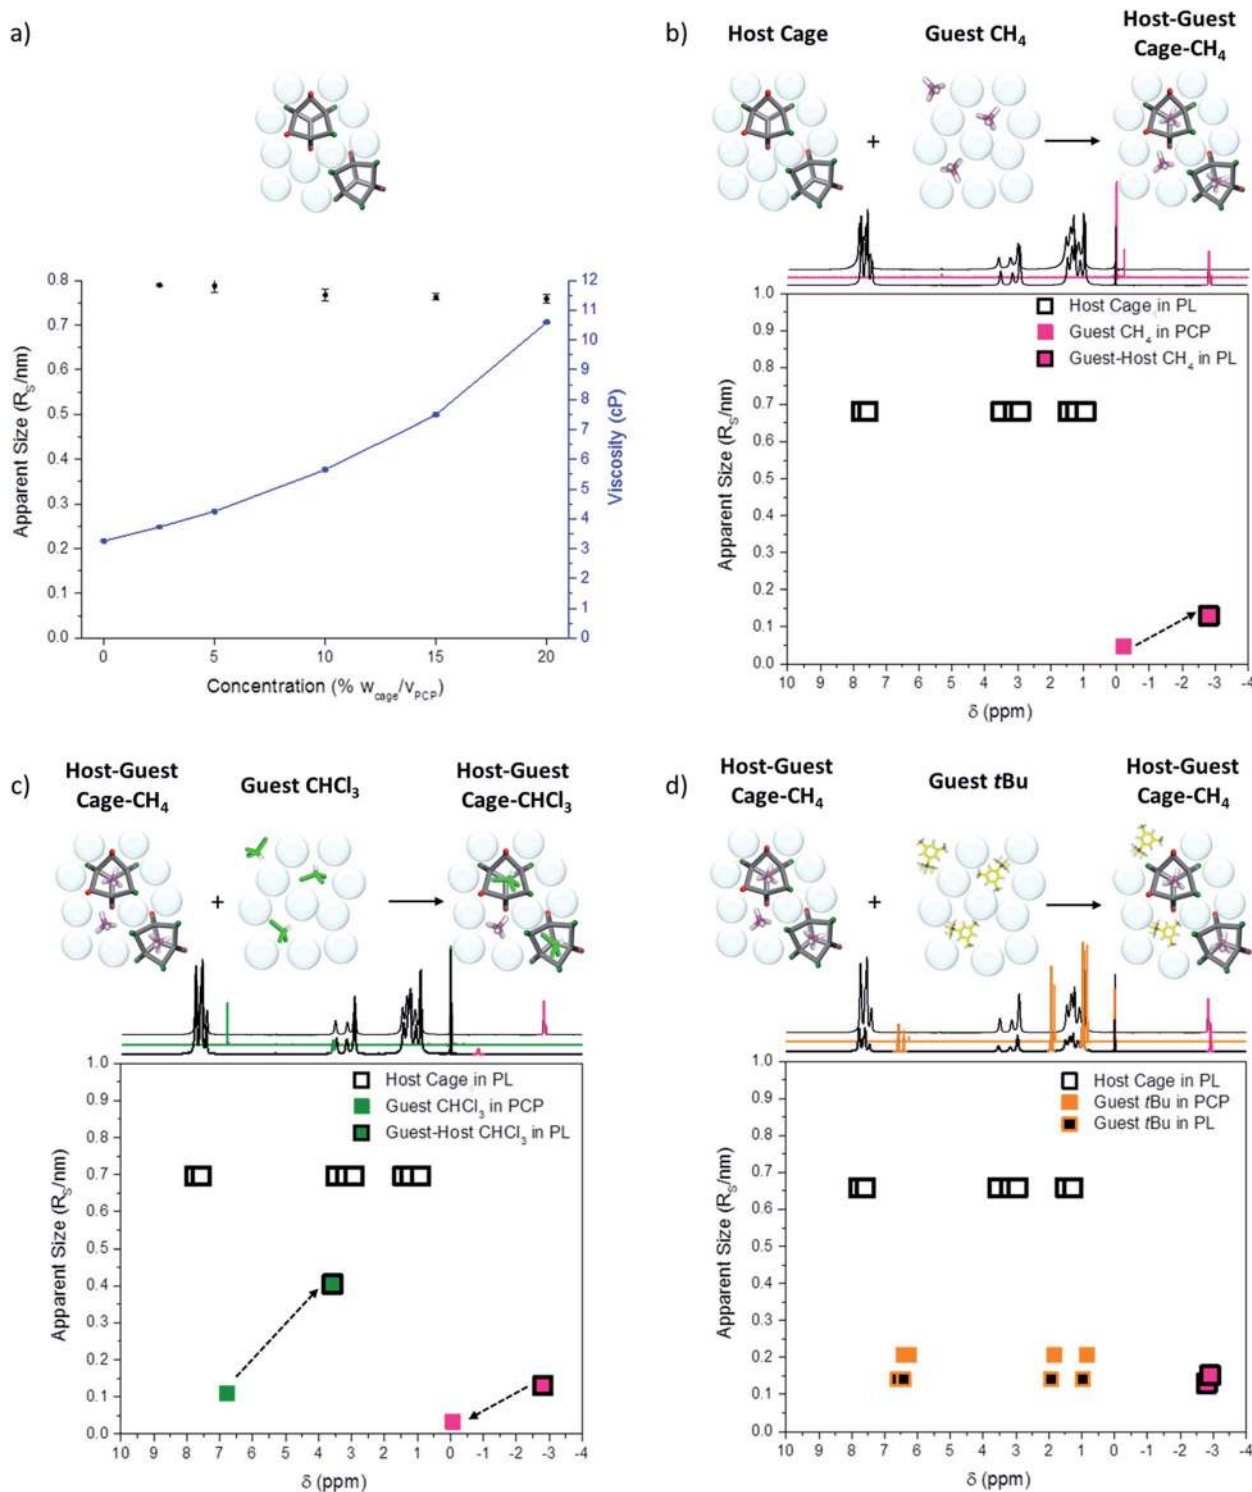 a)
0.8
0.7
0.6
0.5
0.4
0.3
0.2
0.1
0.0
Apparent Size (R_S/nm)
12
11
10
9
8
7
6
5
4
3
2
1
0
Viscosity (cP)
0 5 10 15 20
Concentration (% w_cage/v_PCP)
b)
Host Cage
Guest CH₄
Host-Guest
Cage-CH₄
+
1.0
0.9
0.8
0.7
0.6
0.5
0.4
0.3
0.2
0.1
0.0
Apparent Size (R_S/nm)
Host Cage in PL
Guest CH₄ in PCP
Guest-Host CH₄ in PL
10 9 8 7 6 5 4 3 2 1 0 -1 -2 -3 -4
δ (ppm)
c)
Host-Guest
Cage-CH₄
Guest CHCl₃
Host-Guest
Cage-CHCl₃
+
1.0
0.9
0.8
0.7
0.6
0.5
0.4
0.3
0.2
0.1
0.0
Apparent Size (R_S/nm)
Host Cage in PL
Guest CHCl₃ in PCP
Guest-Host CHCl₃ in PL
10 9 8 7 6 5 4 3 2 1 0 -1 -2 -3 -4
δ (ppm)
d)
Host-Guest
Cage-CH₄
Guest tBu
Host-Guest
Cage-CH₄
+
1.0
0.9
0.8
0.7
0.6
0.5
0.4
0.3
0.2
0.1
0.0
Apparent Size (R_S/nm)
Host Cage in PL
Guest tBu in PCP
Guest tBu in PL
10 9 8 7 6 5 4 3 2 1 0 -1 -2 -3 -4
δ (ppm)